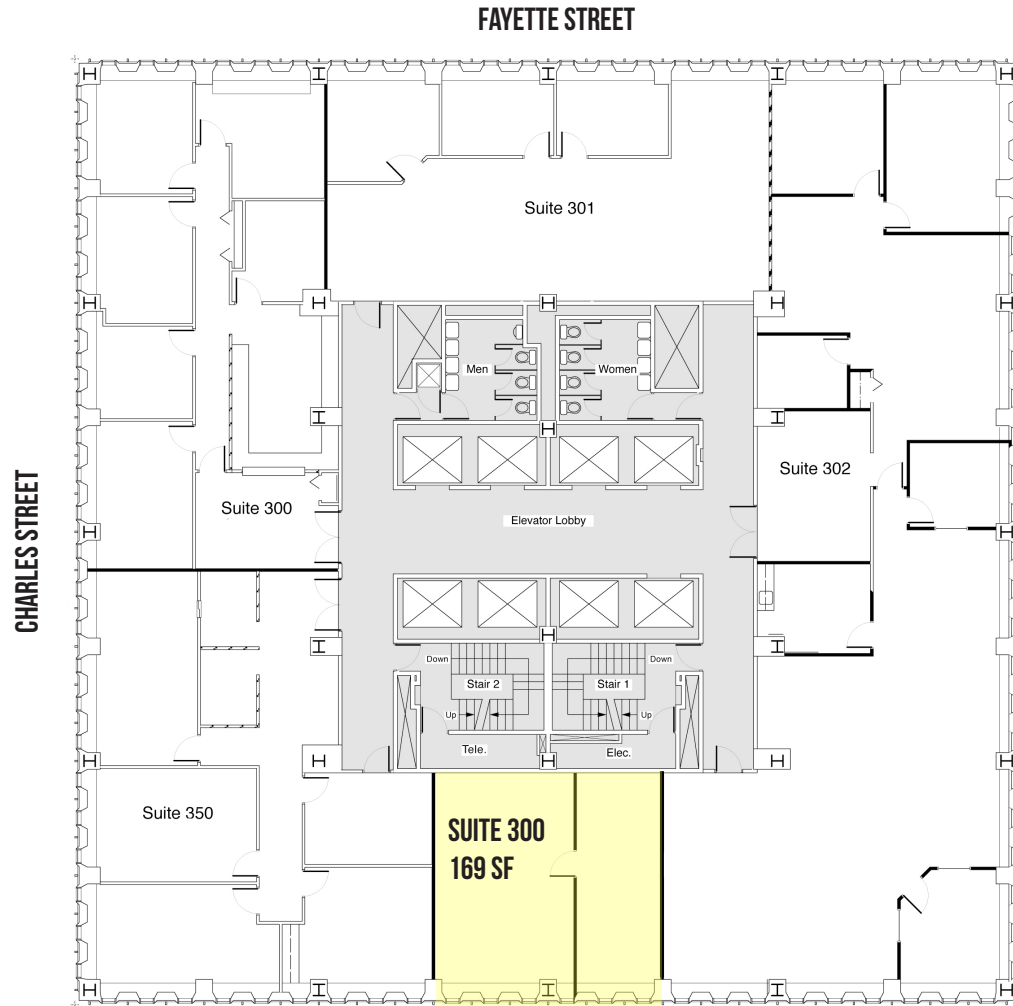 FAYETTE STREET
CHARLES STREET
Suite 301
Men
Women
Suite 302
Suite 300
Elevator Lobby
Down
Down
Stair 2
Stair 1
Up
Up
Tele.
Elec.
Suite 350
SUITE 300
169 SF